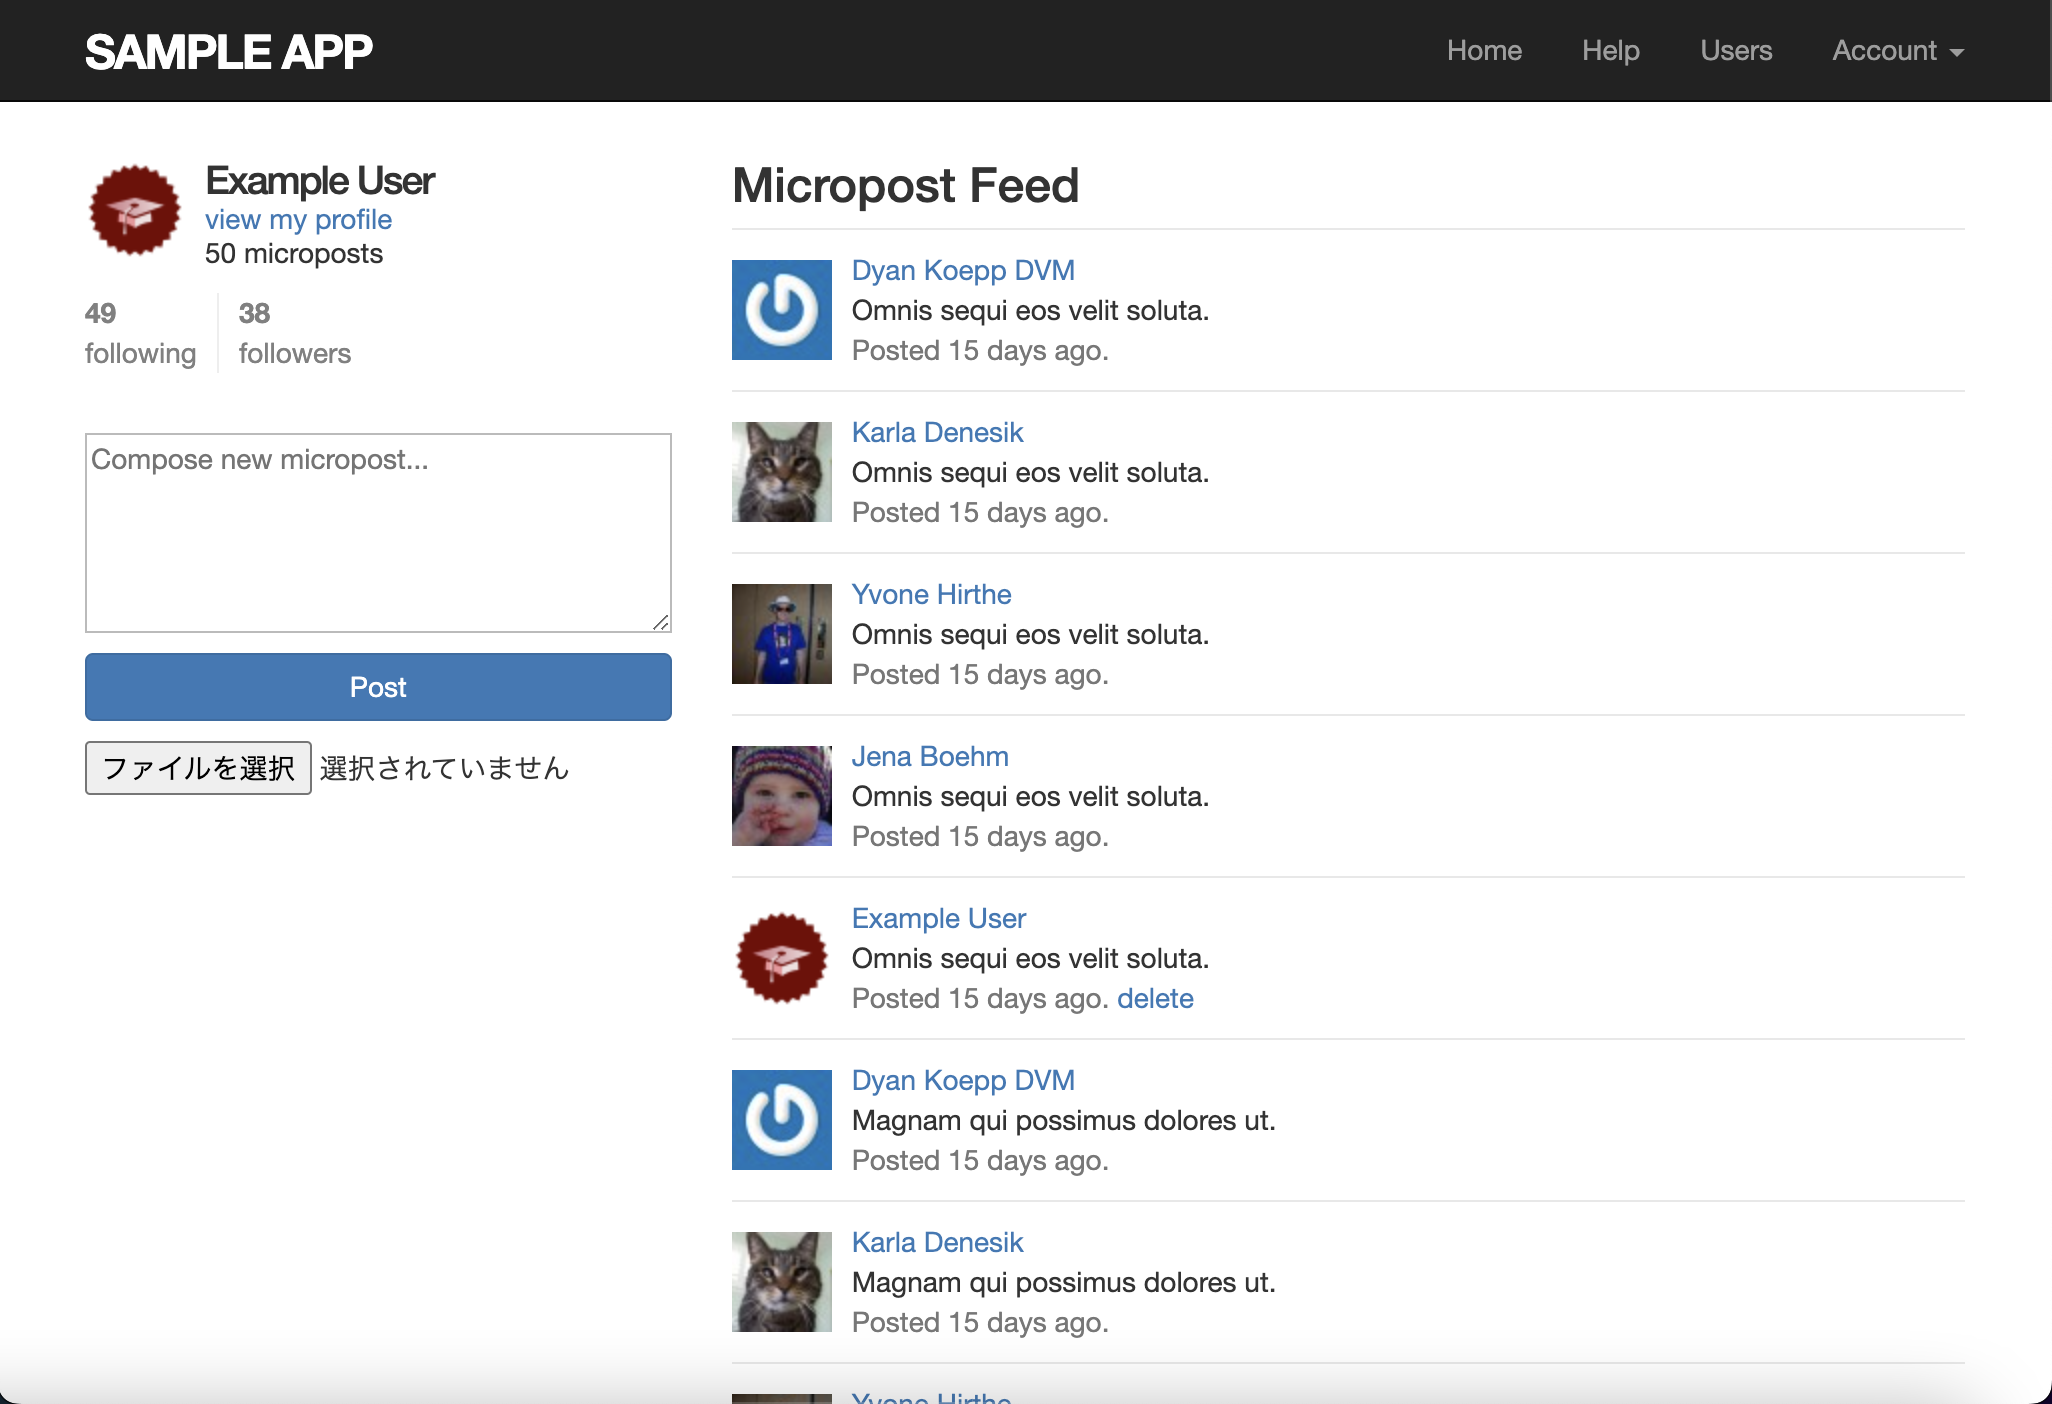 SAMPLE APP
Home Help Users Account
Example User
view my profile
50 microposts
49 following
38 followers
Compose new micropost...
Post
ファイルを選択 選択されていません
Micropost Feed
Dyan Koepp DVM
Omnis sequi eos velit soluta.
Posted 15 days ago.
Karla Denesik
Omnis sequi eos velit soluta.
Posted 15 days ago.
Yvone Hirthe
Omnis sequi eos velit soluta.
Posted 15 days ago.
Jena Boehm
Omnis sequi eos velit soluta.
Posted 15 days ago.
Example User
Omnis sequi eos velit soluta.
Posted 15 days ago. delete
Dyan Koepp DVM
Magnam qui possimus dolores ut.
Posted 15 days ago.
Karla Denesik
Magnam qui possimus dolores ut.
Posted 15 days ago.
Yvone Hirthe